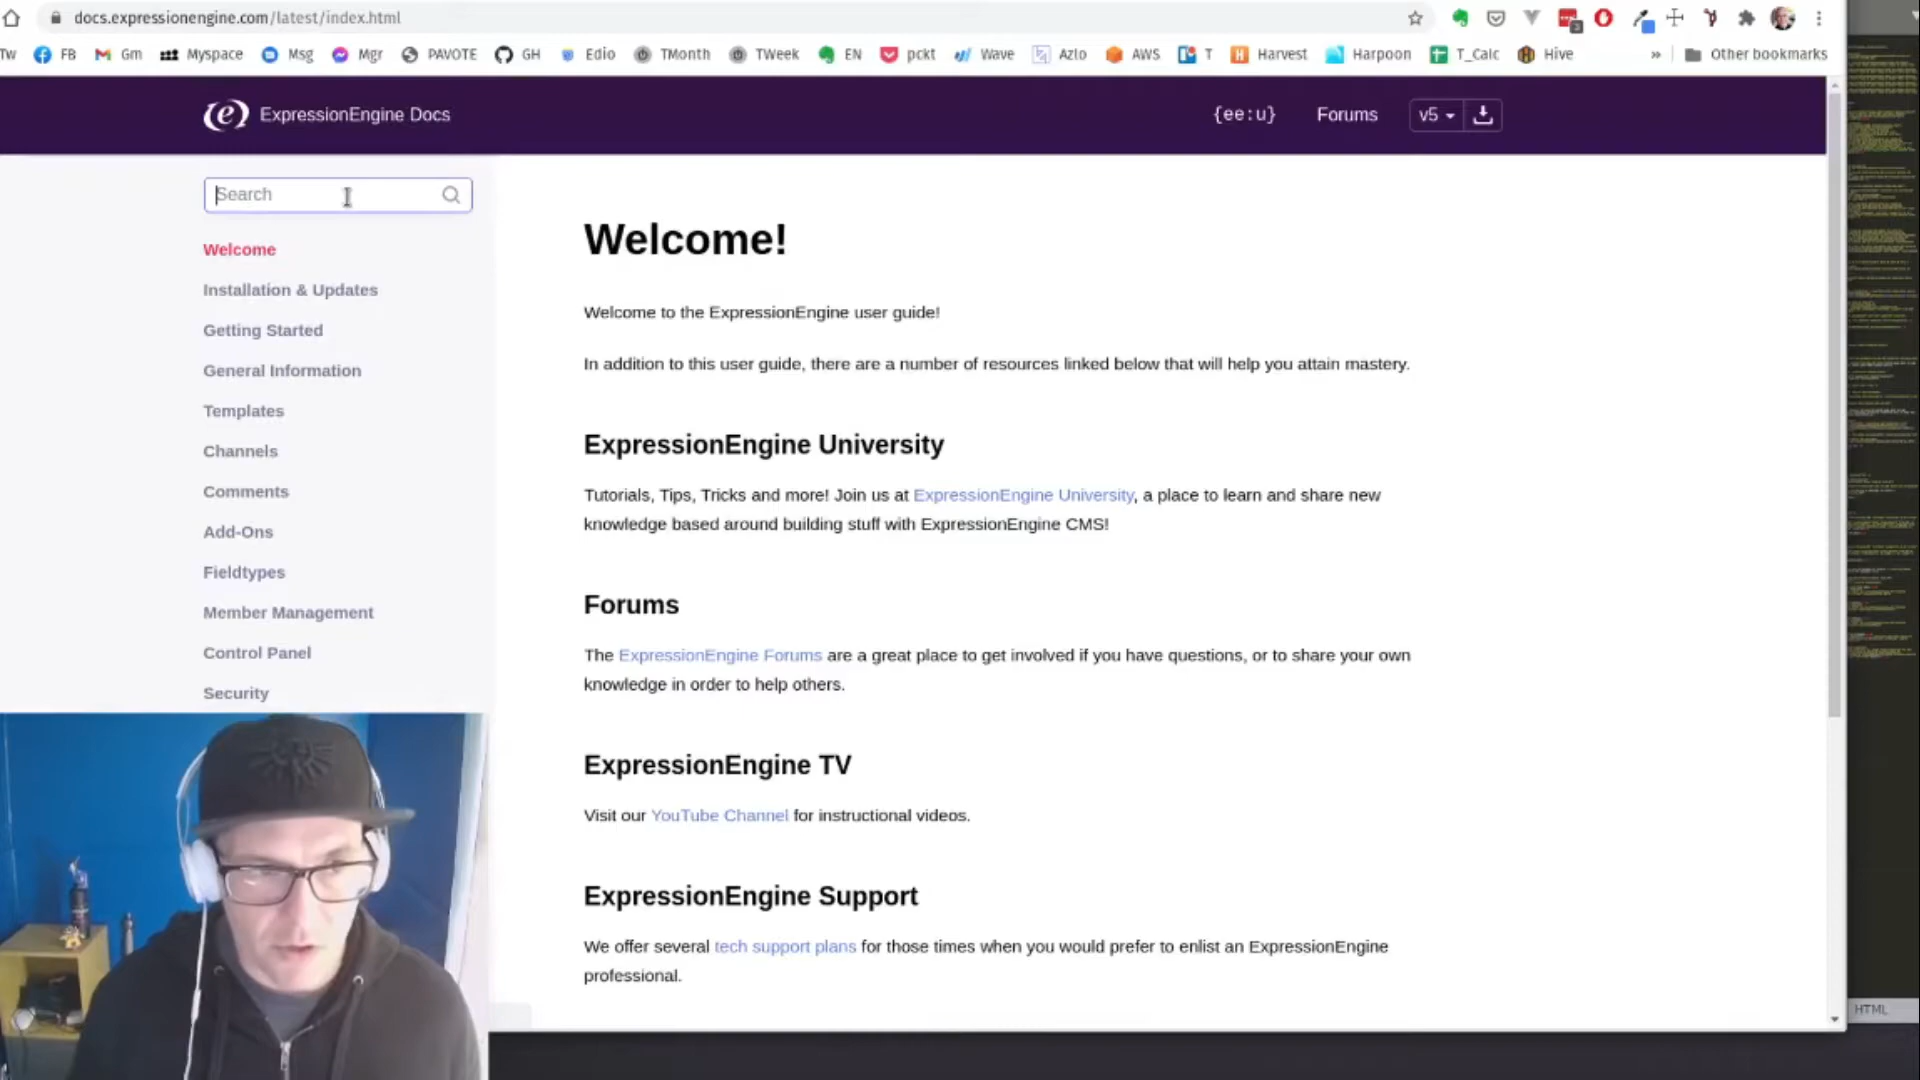 docs.expressionengine.com/latest/index.html
Tw FB Gm Myspace Msg Mgr PAVOTE GH Edio TMonth TWeek EN pckt Wave Azlo AWS T Harvest Harpoon T_Calc Hive » Other bookmarks
ExpressionEngine Docs
{ee:u} Forums v5
Search
Welcome
Installation & Updates
Getting Started
General Information
Templates
Channels
Comments
Add-Ons
Fieldtypes
Member Management
Control Panel
Security
Welcome!
Welcome to the ExpressionEngine user guide!
In addition to this user guide, there are a number of resources linked below that will help you attain mastery.
ExpressionEngine University
Tutorials, Tips, Tricks and more! Join us at ExpressionEngine University, a place to learn and share new
knowledge based around building stuff with ExpressionEngine CMS!
Forums
The ExpressionEngine Forums are a great place to get involved if you have questions, or to share your own
knowledge in order to help others.
ExpressionEngine TV
Visit our YouTube Channel for instructional videos.
ExpressionEngine Support
We offer several tech support plans for those times when you would prefer to enlist an ExpressionEngine
professional.
HTML